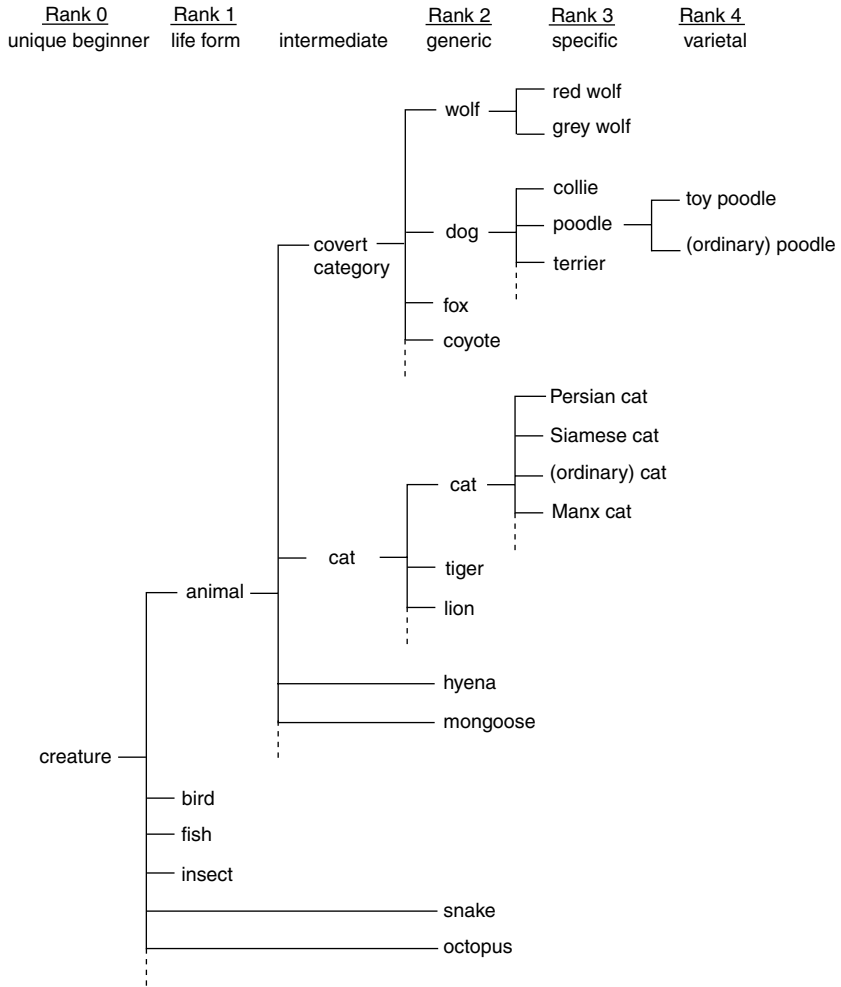 Rank 0 Rank 1 Rank 2 Rank 3 Rank 4
unique beginner life form intermediate generic specific varietal
red wolf
wolf
grey wolf
collie
toy poodle
poodle
dog
covert
category
(ordinary) poodle
terrier
fox
coyote
Persian cat
Siamese cat
(ordinary) cat
cat
Manx cat
cat
tiger
animal
lion
hyena
mongoose
creature
bird
fish
insect
snake
octopus